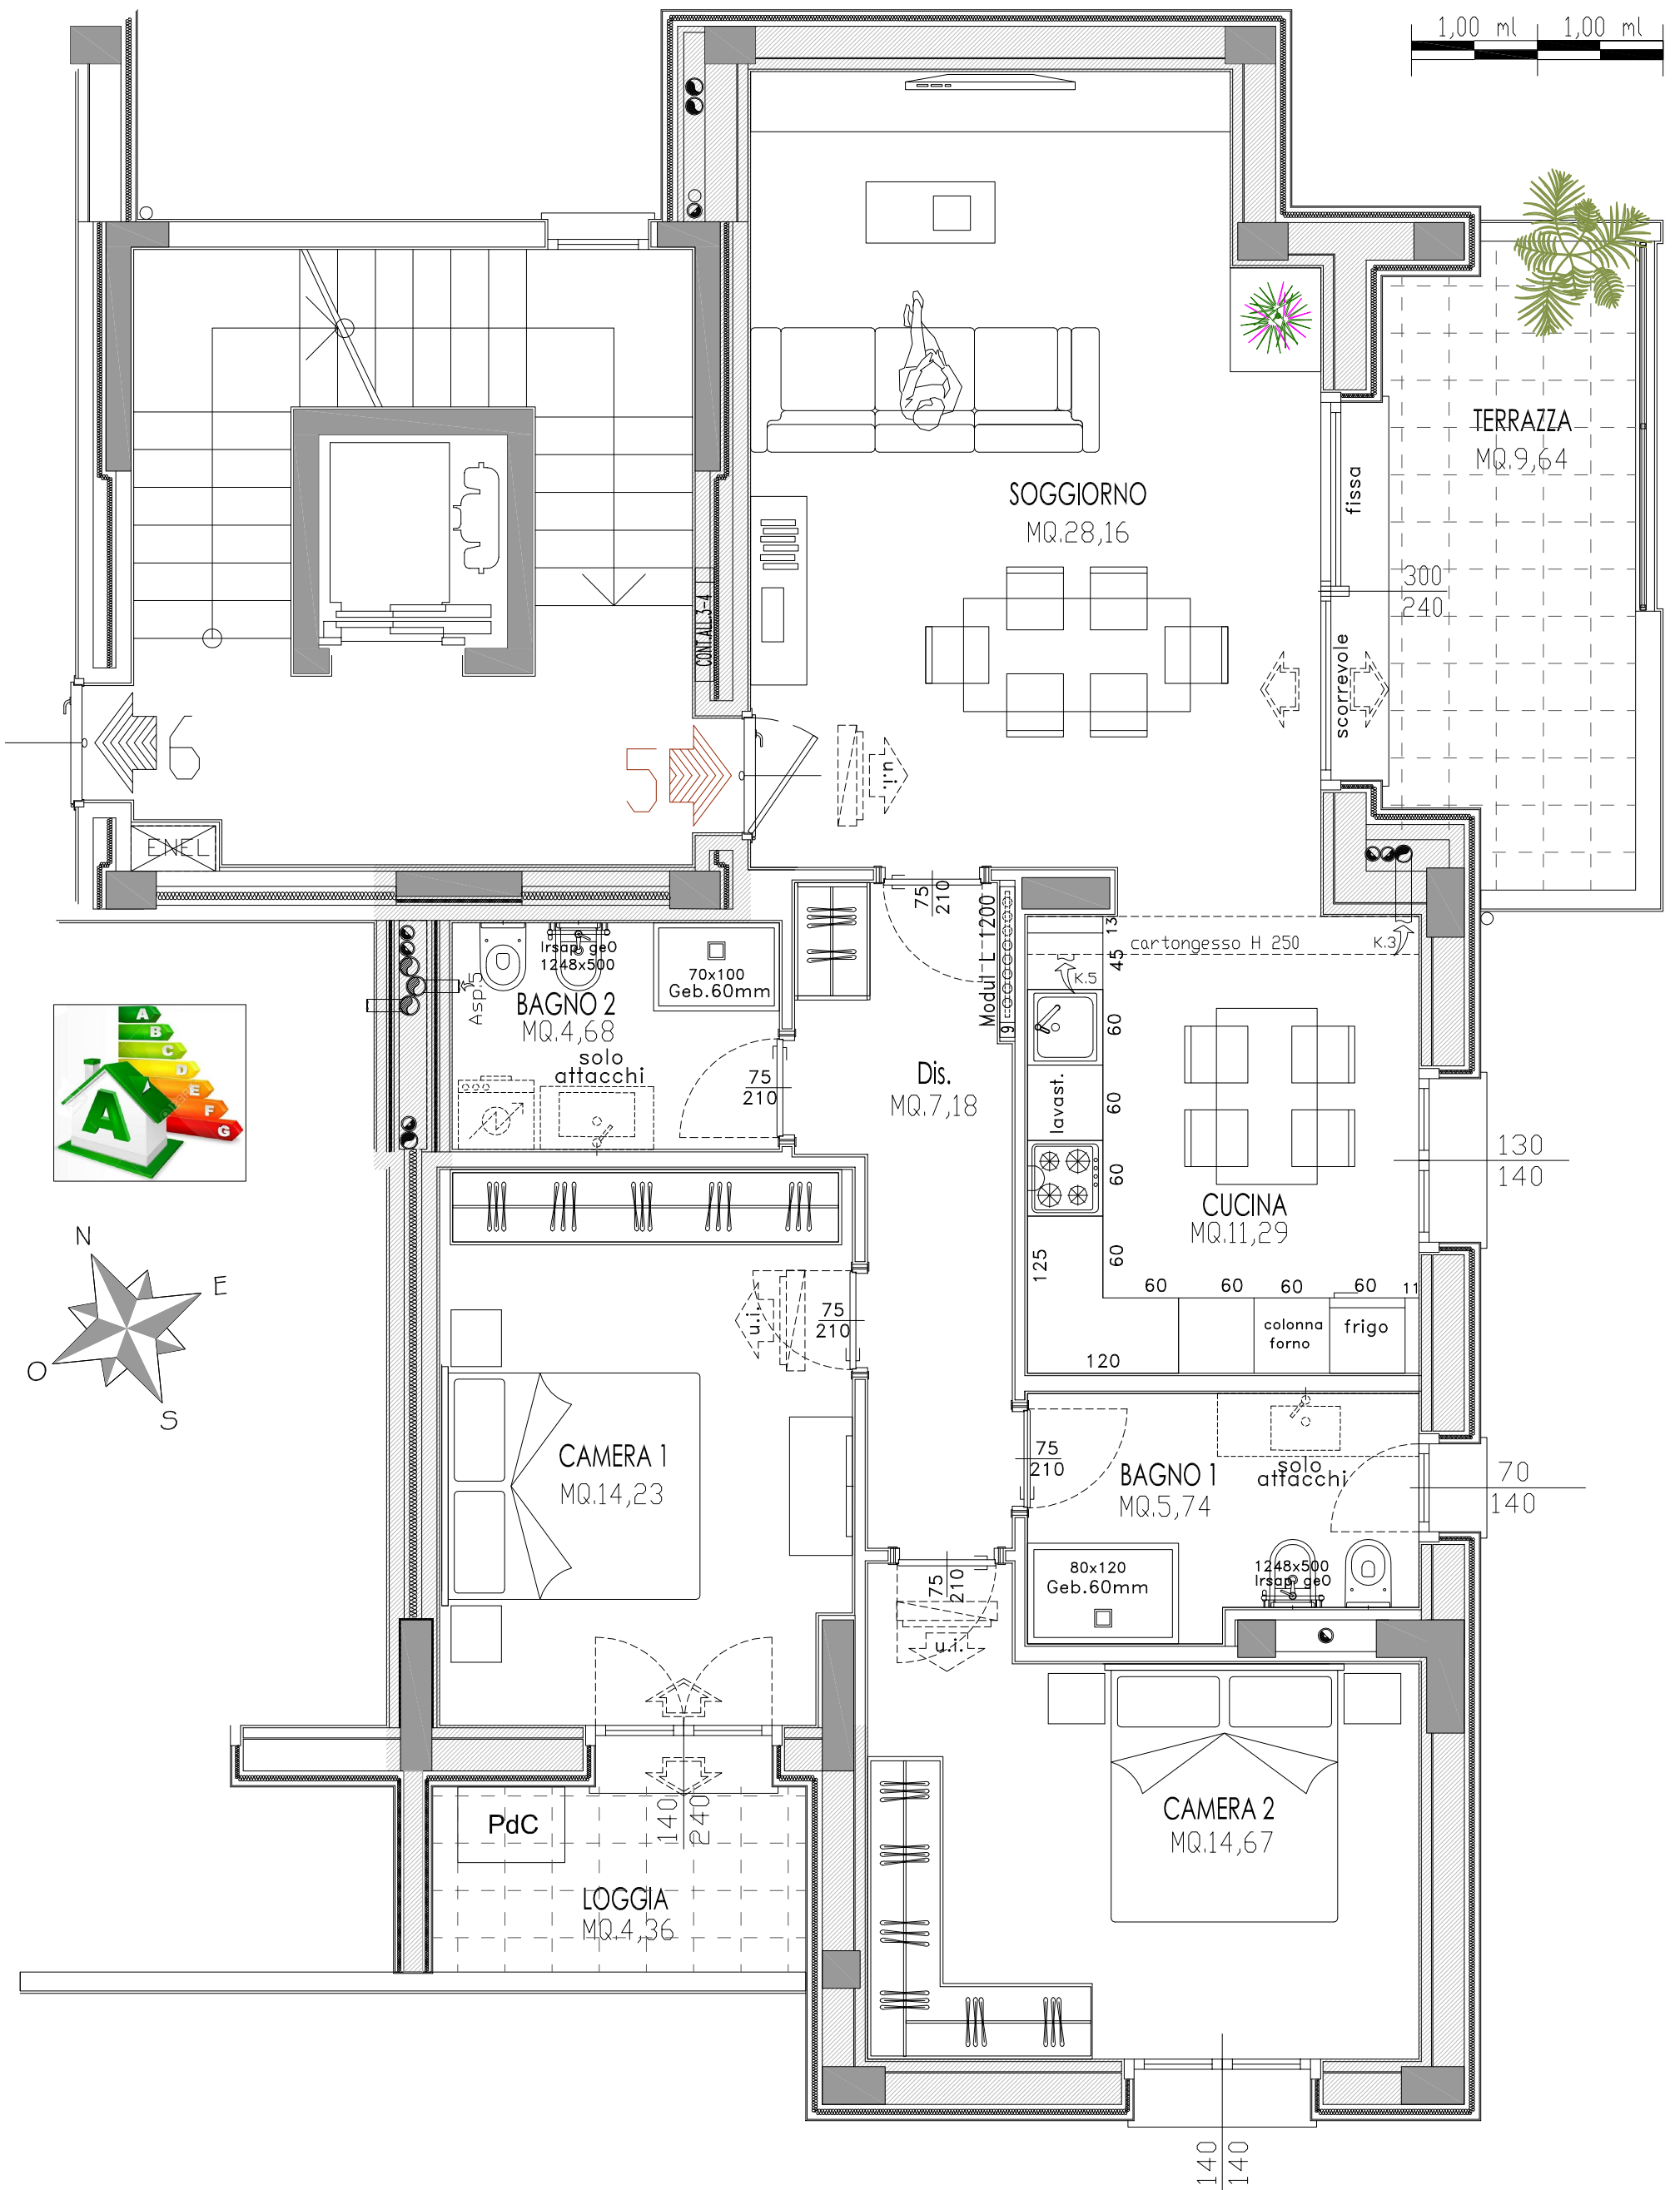 1,00 ml 1,00 ml
TERRAZZA
MQ.9,64
SOGGIORNO
MQ.28,16
fissa
300
240
scorrevole
CONT.ALL.3-4
6
5
u.i.
ENEL
75
210
Modul L 1200
9
13
45
cartongesso H 250
K.3
K.5
Irsap geO
1248x500
70x100
Geb.60mm
Asp.5
BAGNO 2
MQ.4,68
solo
attacchi
75
210
Dis.
MQ.7,18
60
lavast.
60
60
60
125
130
140
CUCINA
MQ.11,29
60 60 60 60 11
colonna
forno
frigo
120
A
B
C
D
E
F
G
A
N
E
O
S
u.i.
75
210
CAMERA 1
MQ.14,23
75
210
BAGNO 1
MQ.5,74
solo
attacchi
70
140
80x120
Geb.60mm
1248x500
Irsap geO
75
210
u.i.
CAMERA 2
MQ.14,67
PdC
140
240
LOGGIA
MQ.4,36
140
140